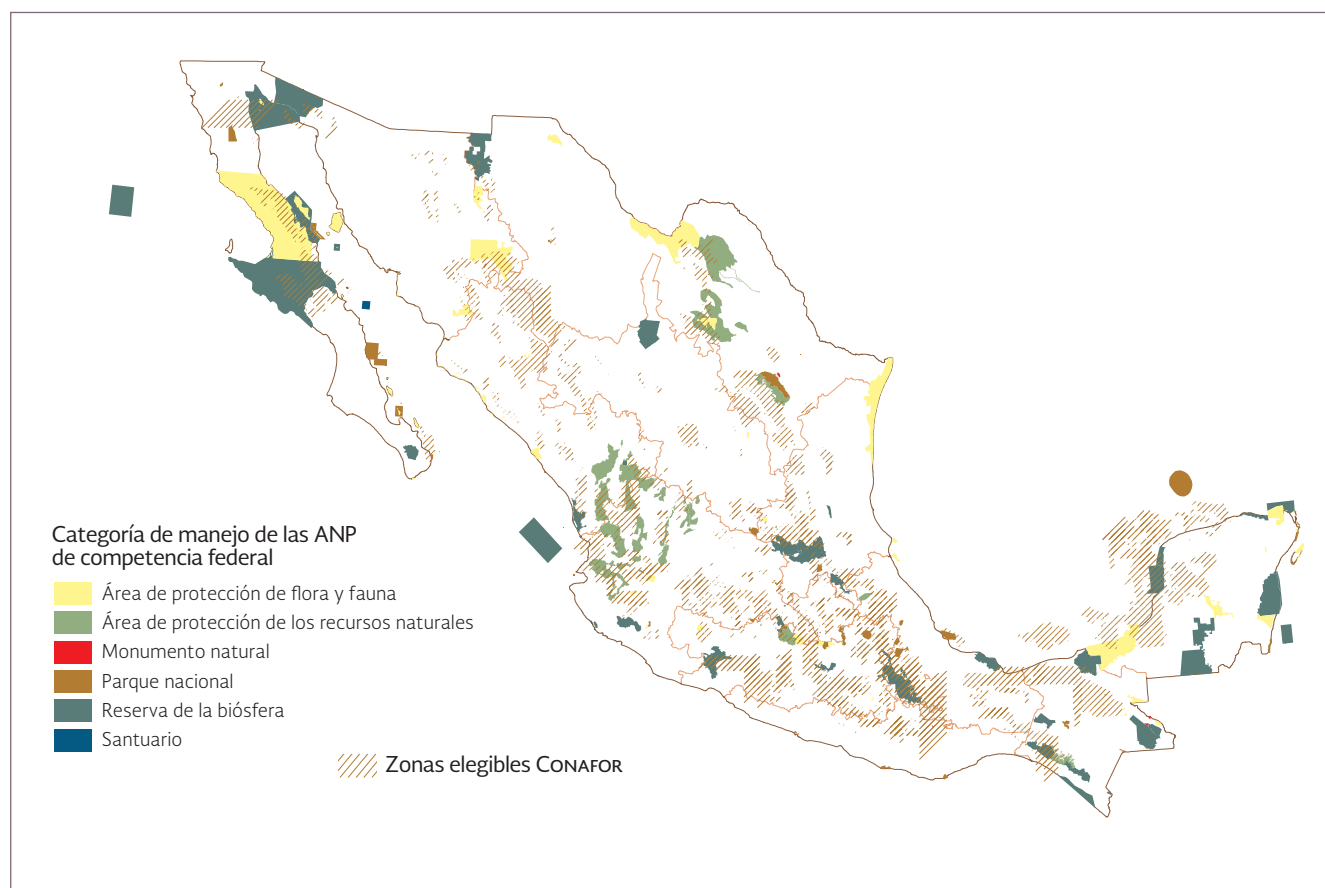 Categoría de manejo de las ANP
de competencia federal
Área de protección de flora y fauna
Área de protección de los recursos naturales
Monumento natural
Parque nacional
Reserva de la biósfera
Santuario
Zonas elegibles CONAFOR